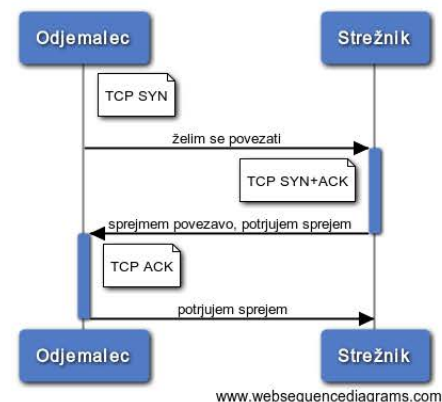 Odjemalec
Strežnik
TCP SYN
želim se povezati
TCP SYN+ACK
sprejmem povezavo, potrjujem sprejem
TCP ACK
potrjujem sprejem
Odjemalec
Strežnik
www.websequencediagrams.com